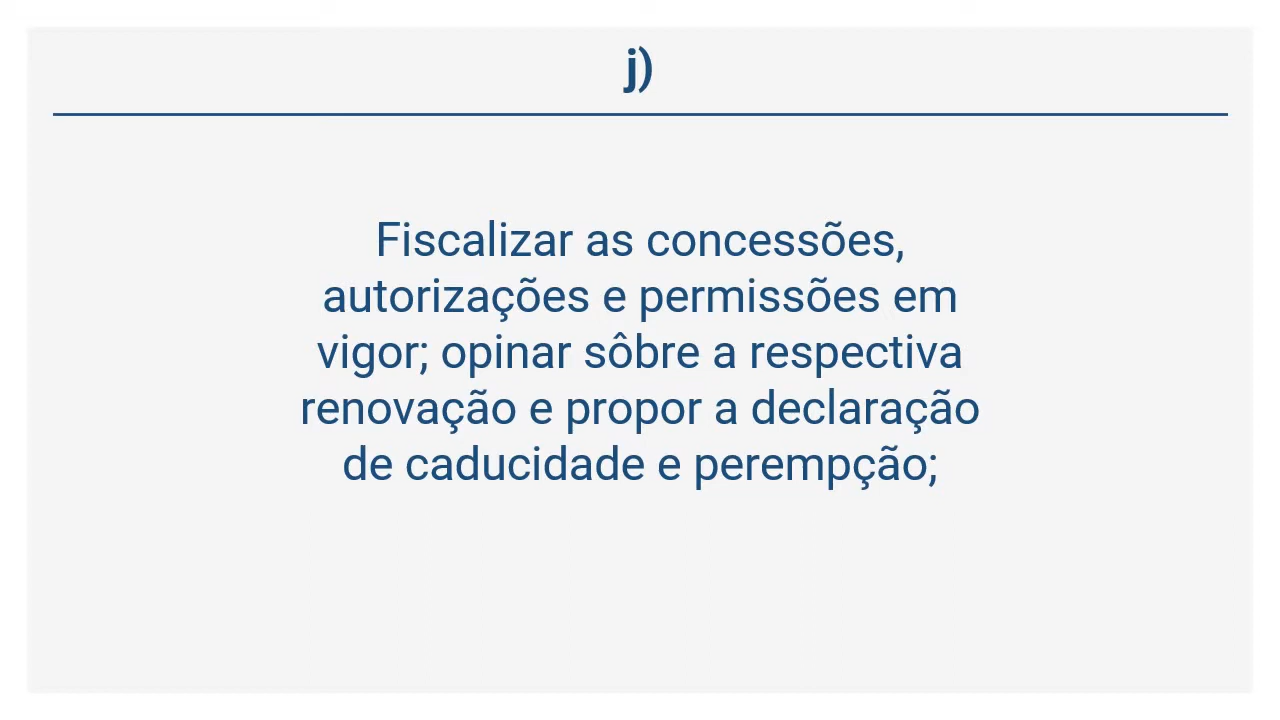 j)
Fiscalizar as concessões,
autorizações e permissões em
vigor; opinar sôbre a respectiva
renovação e propor a declaração
de caducidade e perempção;